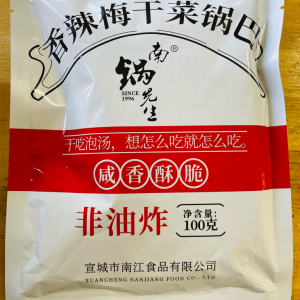 香辣梅干菜锅巴
南
锅
先生
®
SINCE
1996
干吃泡汤，想怎么吃就怎么吃。
咸香酥脆
非油炸
净含量:
100克
宣城市南江食品有限公司
XUANCHENG NANJIANG FOOD CO., LTD